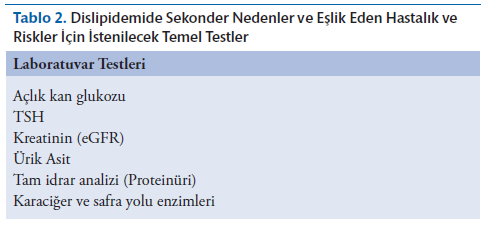 Tablo 2. Dislipidemide Sekonder Nedenler ve Eşlik Eden Hastalık ve
Riskler İçin İstenilecek Temel Testler
Laboratuvar Testleri
Açlık kan glukozu
TSH
Kreatinin (eGFR)
Ürik Asit
Tam idrar analizi (Proteinüri)
Karaciğer ve safra yolu enzimleri